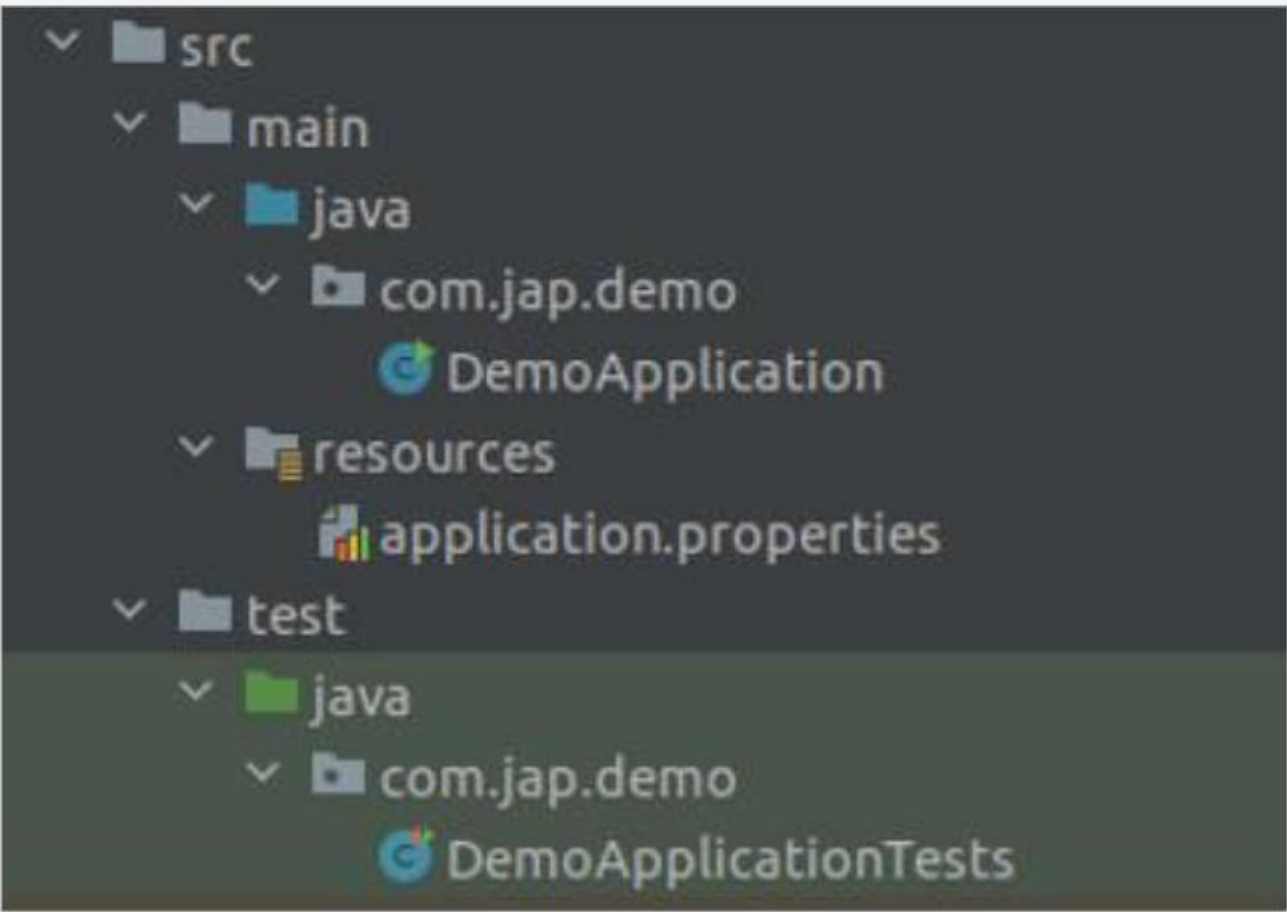 src
main
java
com.jap.demo
DemoApplication
resources
application.properties
test
java
com.jap.demo
DemoApplicationTests